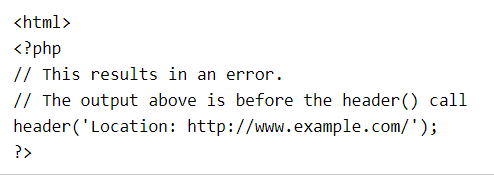 <html>
<?php
// This results in an error.
// The output above is before the header() call
header('Location: http://www.example.com/');
?>